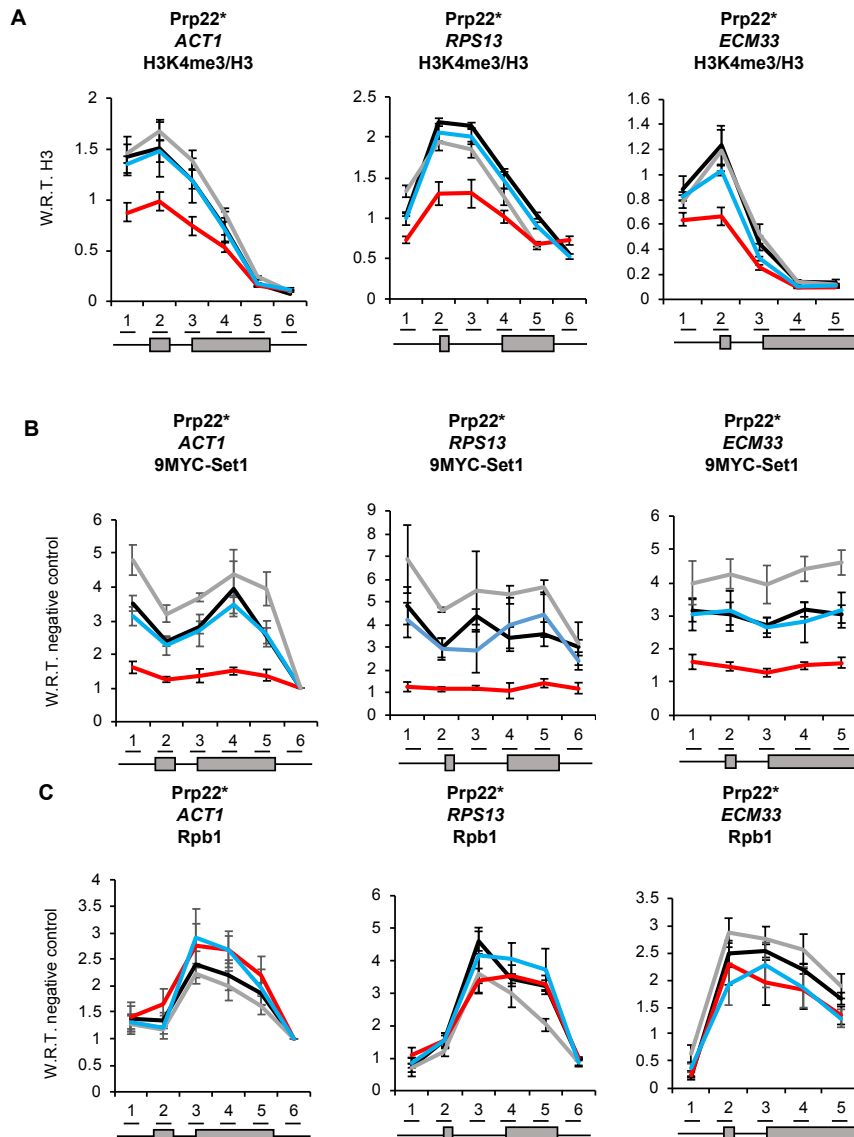 A
Prp22* Prp22* Prp22*
ACT1 RPS13 ECM33
H3K4me3/H3 H3K4me3/H3 H3K4me3/H3
W.R.T. H3
2
1.5
1
0.5
0
1 2 3 4 5 6
2.5
2
1.5
1
0.5
0
1 2 3 4 5 6
1.6
1.4
1.2
1
0.8
0.6
0.4
0.2
0
1 2 3 4 5
B
Prp22* Prp22* Prp22*
ACT1 RPS13 ECM33
9MYC-Set1 9MYC-Set1 9MYC-Set1
W.R.T. negative control
6
5
4
3
2
1
0
1 2 3 4 5 6
9
8
7
6
5
4
3
2
1
0
1 2 3 4 5 6
6
5
4
3
2
1
0
1 2 3 4 5
C
Prp22* Prp22* Prp22*
ACT1 RPS13 ECM33
Rpb1 Rpb1 Rpb1
W.R.T. negative control
4
3.5
3
2.5
2
1.5
1
0.5
0
1 2 3 4 5 6
6
5
4
3
2
1
0
1 2 3 4 5 6
3.5
3
2.5
2
1.5
1
0.5
0
1 2 3 4 5